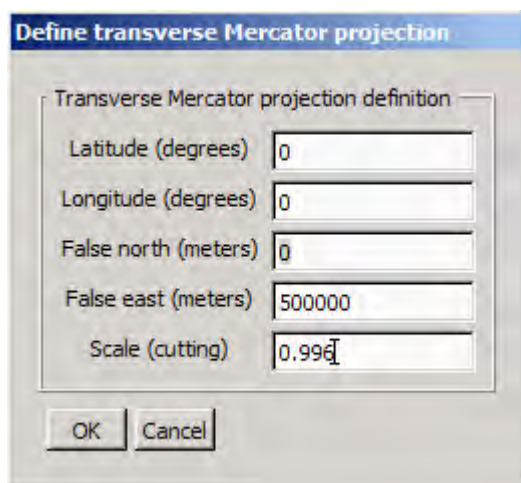 Define transverse Mercator projection
Transverse Mercator projection definition
Latitude (degrees) 0
Longitude (degrees) 0
False north (meters) 0
False east (meters) 500000
Scale (cutting) 0.996
OK Cancel